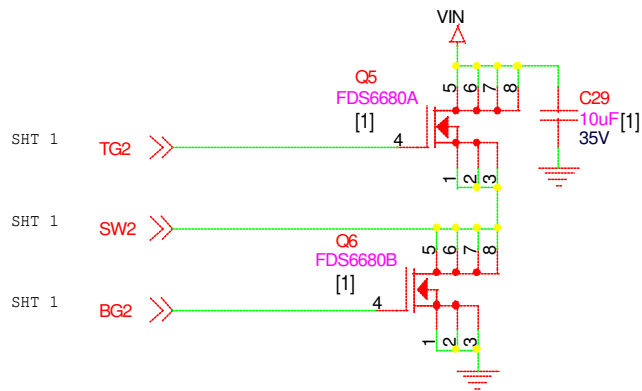 VIN
Q5
FDS6680A
[1]
5 6 7 8
C29
10uF [1]
35V
SHT 1 TG2 4
1 2 3
SHT 1 SW2
Q6
FDS6680B
[1]
5 6 7 8
SHT 1 BG2 4
1 2 3